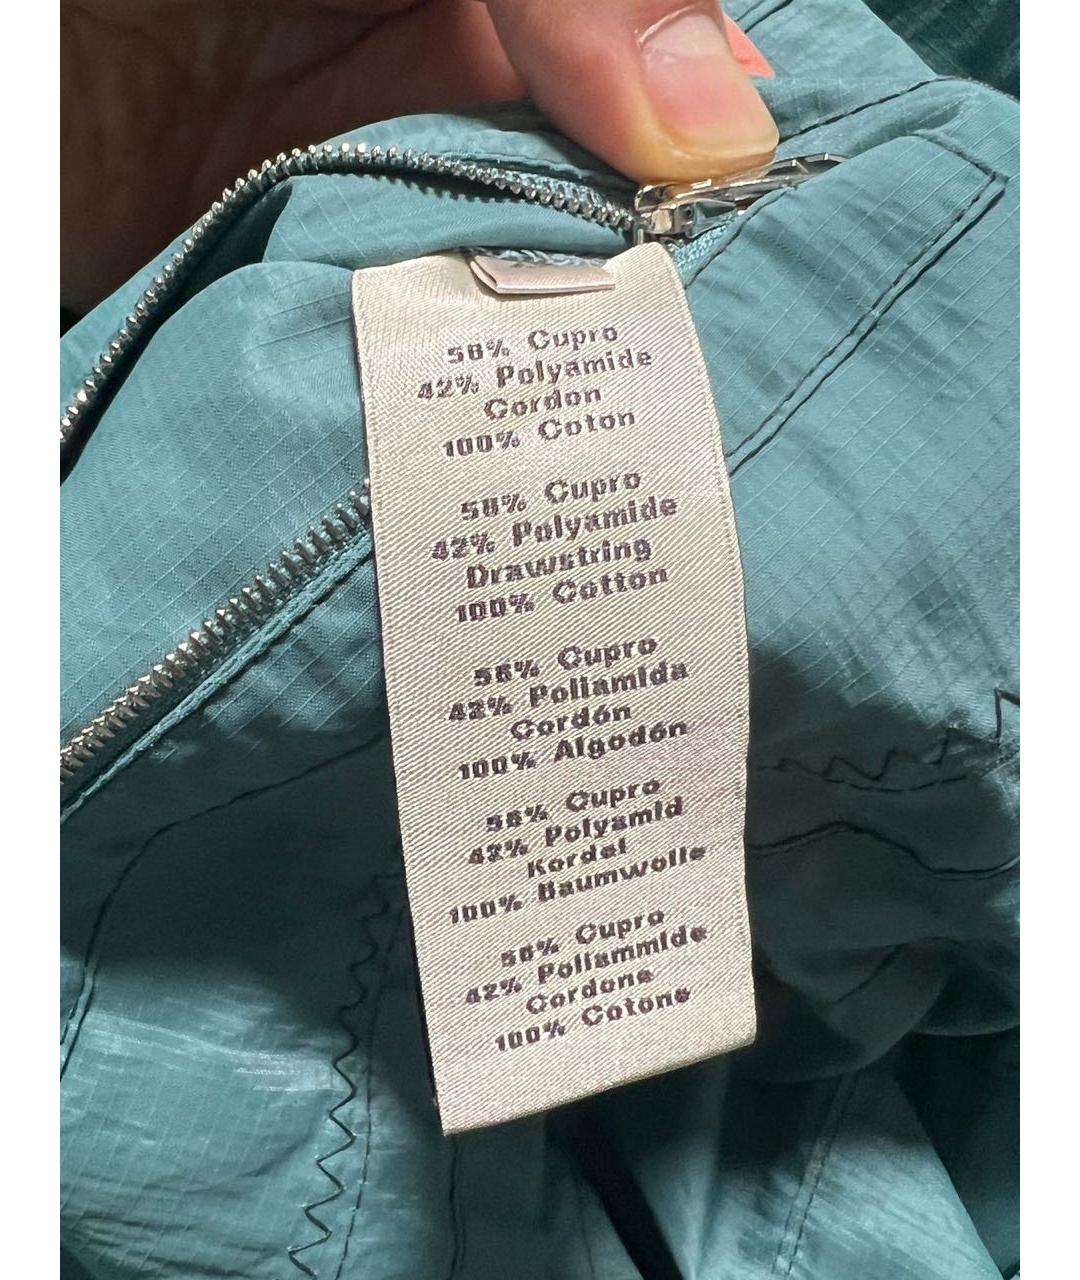 58% Cupro
42% Polyamide
Cordon
100% Coton
58% Cupro
42% Polyamide
Drawstring
100% Cotton
58% Cupro
42% Poliamida
Cordón
100% Algodón
58% Cupro
42% Polyamid
Kordel
100% Baumwolle
58% Cupro
42% Poliammide
Cordone
100% Cotone